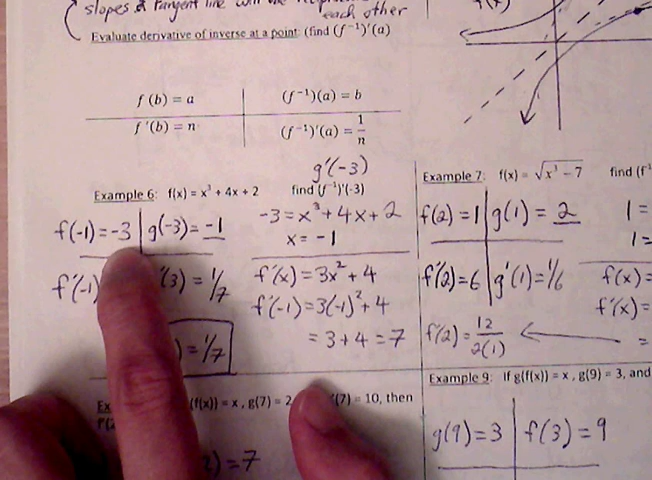 slopes of tangent line will
each other
Evaluate derivative of inverse at a point: (find (f⁻¹)'(a)
f(b) = a (f⁻¹)(a) = b
f'(b) = n (f⁻¹)'(a) = 1/n
g'(-3)
Example 6: f(x) = x³ + 4x + 2 find (f⁻¹)'(-3)
f(-1) = -3 g(-3) = -1
-3 = x³ + 4x + 2
x = -1
f'(-1) '(3) = 1/7
f'(x) = 3x² + 4
f'(-1) = 3(-1)² + 4
= 3 + 4 = 7
) = 1/7
Example 7: f(x) = √x³ - 7 find (f⁻
f(2) = 1 g(1) = 2
1 =
1 =
f'(2) = 6 g'(1) = 1/6
f(x) =
f'(x) =
f'(2) = 12/2(1)
=
Ex (f(x)) = x , g(7) = 2 '(7) = 10, then
) = 7
Example 9: If g(f(x)) = x , g(9) = 3, and
g(9) = 3 f(3) = 9